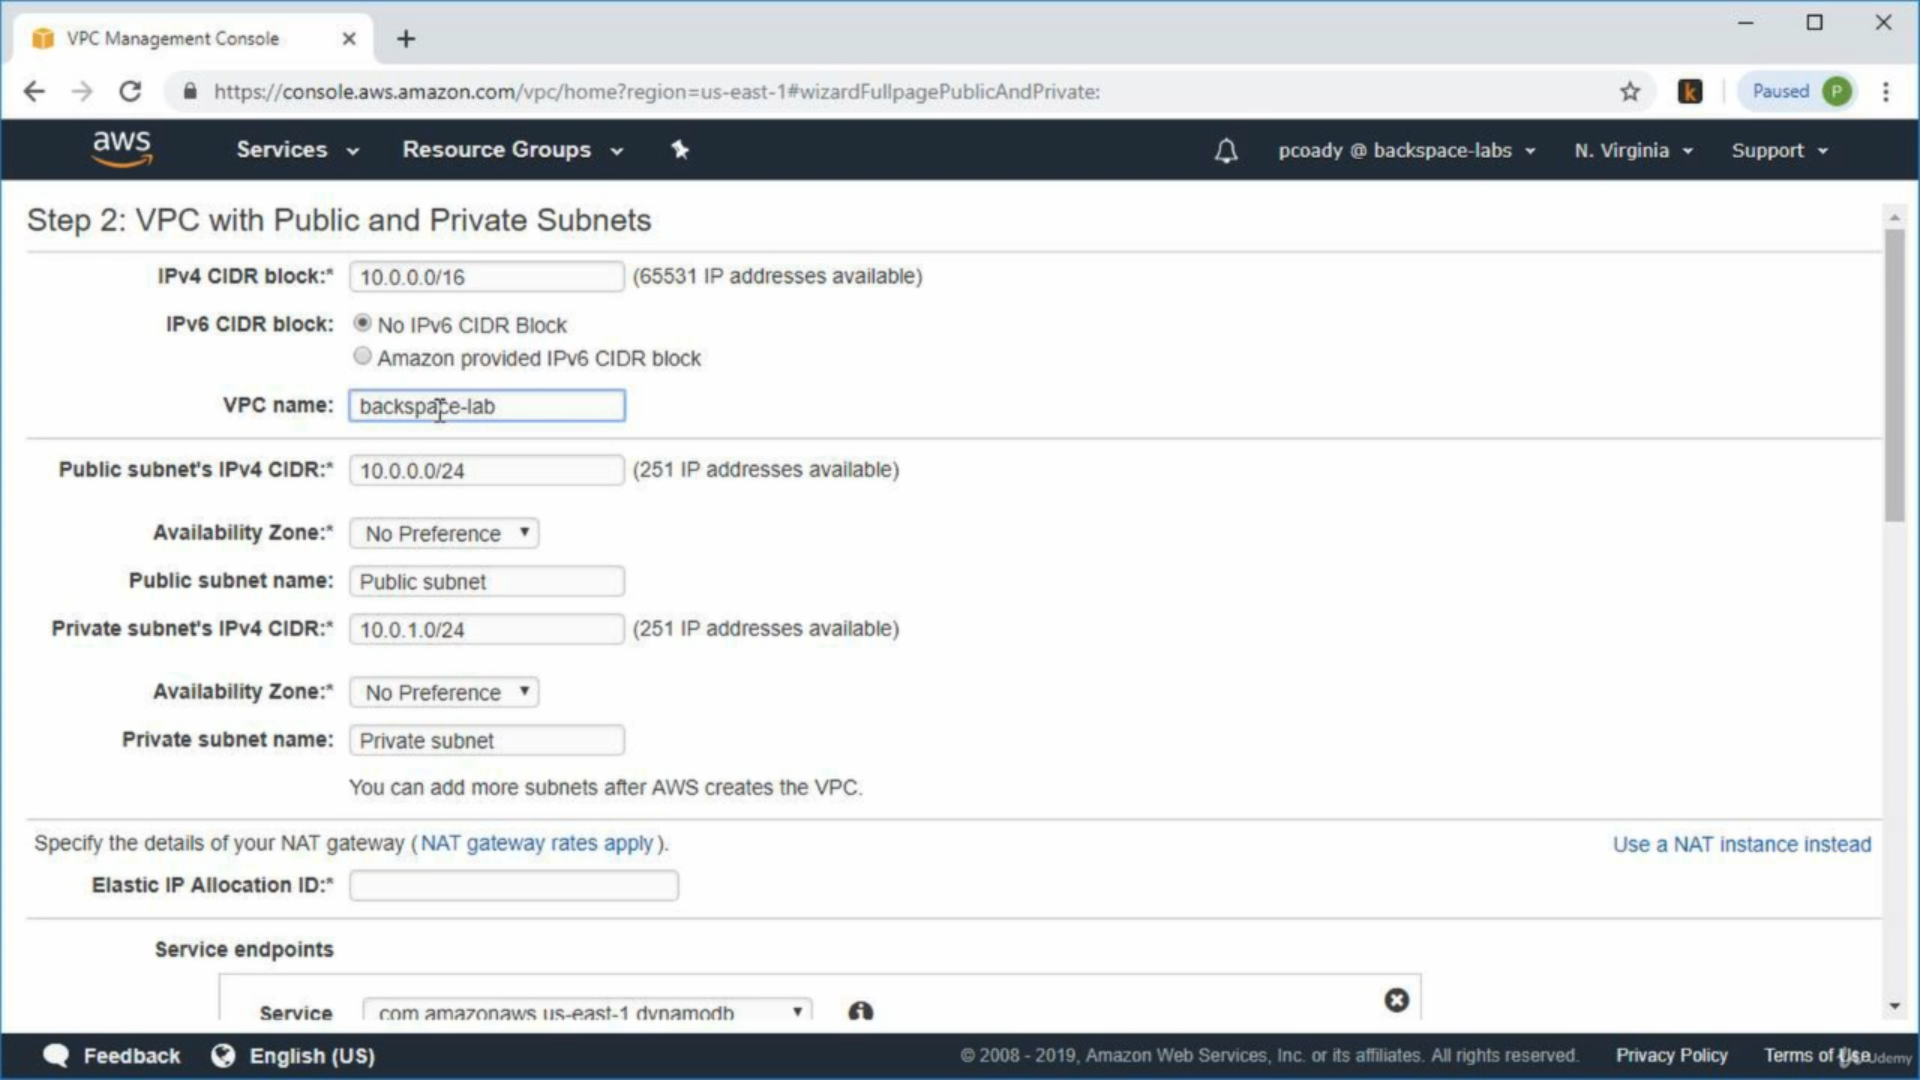 VPC Management Console
https://console.aws.amazon.com/vpc/home?region=us-east-1#wizardFullpagePublicAndPrivate:
k
Paused P
aws Services Resource Groups pcoady @ backspace-labs N. Virginia Support
Step 2: VPC with Public and Private Subnets
IPv4 CIDR block:* 10.0.0.0/16 (65531 IP addresses available)
IPv6 CIDR block: No IPv6 CIDR Block
Amazon provided IPv6 CIDR block
VPC name: backspace-lab
Public subnet's IPv4 CIDR:* 10.0.0.0/24 (251 IP addresses available)
Availability Zone:* No Preference
Public subnet name: Public subnet
Private subnet's IPv4 CIDR:* 10.0.1.0/24 (251 IP addresses available)
Availability Zone:* No Preference
Private subnet name: Private subnet
You can add more subnets after AWS creates the VPC.
Specify the details of your NAT gateway (NAT gateway rates apply). Use a NAT instance instead
Elastic IP Allocation ID:*
Service endpoints
Service com.amazonaws.us-east-1.dynamodb
Feedback English (US) © 2008 - 2019, Amazon Web Services, Inc. or its affiliates. All rights reserved. Privacy Policy Terms of Use
Udemy